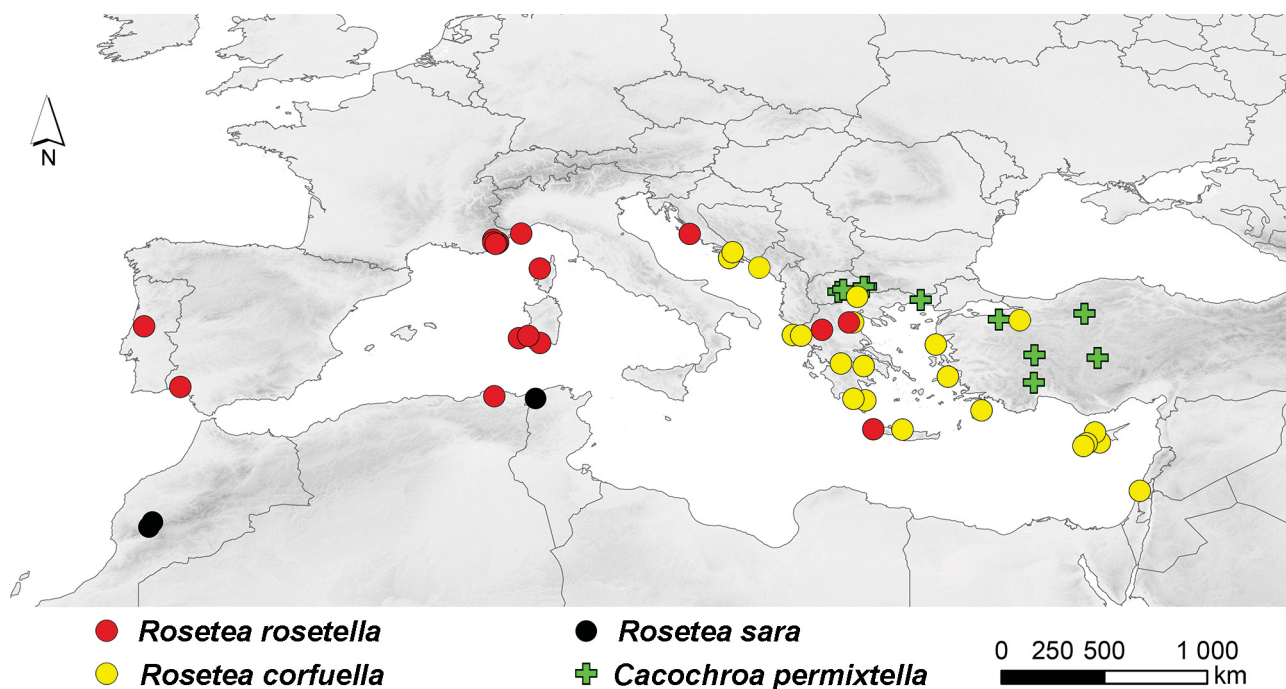 N
Rosetea rosetella
Rosetea sara
0 250 500 1 000
km
Rosetea corfuella
Cacochroa permixtella